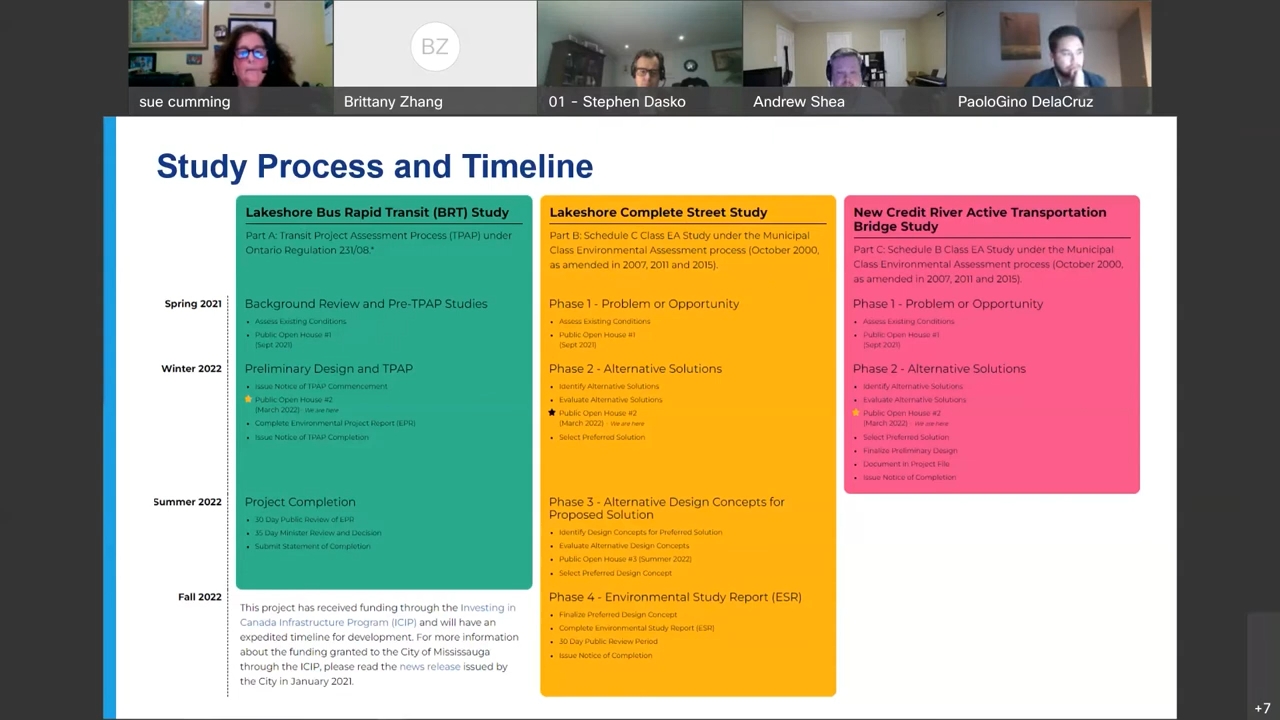 BZ
sue cumming
Brittany Zhang
01 - Stephen Dasko
Andrew Shea
PaoloGino DelaCruz
Study Process and Timeline
Lakeshore Bus Rapid Transit (BRT) Study
Part A: Transit Project Assessment Process (TPAP) under
Ontario Regulation 231/08.*
Spring 2021
Background Review and Pre-TPAP Studies
• Assess Existing Conditions
• Public Open House #1
(Sept 2021)
Winter 2022
Preliminary Design and TPAP
• Issue Notice of TPAP Commencement
Public Open House #2
(March 2022) - We are here
• Complete Environmental Project Report (EPR)
• Issue Notice of TPAP Completion
Summer 2022
Project Completion
• 30 Day Public Review of EPR
• 35 Day Minister Review and Decision
• Submit Statement of Completion
Fall 2022
This project has received funding through the Investing in
Canada Infrastructure Program (ICIP) and will have an
expedited timeline for development. For more information
about the funding granted to the City of Mississauga
through the ICIP, please read the news release issued by
the City in January 2021.
Lakeshore Complete Street Study
Part B: Schedule C Class EA Study under the Municipal
Class Environmental Assessment process (October 2000,
as amended in 2007, 2011 and 2015).
Phase 1 - Problem or Opportunity
• Assess Existing Conditions
• Public Open House #1
(Sept 2021)
Phase 2 - Alternative Solutions
• Identify Alternative Solutions
• Evaluate Alternative Solutions
Public Open House #2
(March 2022) - We are here
• Select Preferred Solution
Phase 3 - Alternative Design Concepts for
Proposed Solution
• Identify Design Concepts for Preferred Solution
• Evaluate Alternative Design Concepts
• Public Open House #3 (Summer 2022)
• Select Preferred Design Concept
Phase 4 - Environmental Study Report (ESR)
• Finalize Preferred Design Concept
• Complete Environmental Study Report (ESR)
• 30 Day Public Review Period
• Issue Notice of Completion
New Credit River Active Transportation
Bridge Study
Part C: Schedule B Class EA Study under the Municipal
Class Environmental Assessment process (October 2000,
as amended in 2007, 2011 and 2015).
Phase 1 - Problem or Opportunity
• Assess Existing Conditions
• Public Open House #1
(Sept 2021)
Phase 2 - Alternative Solutions
• Identify Alternative Solutions
• Evaluate Alternative Solutions
Public Open House #2
(March 2022) - We are here
• Select Preferred Solution
• Finalize Preliminary Design
• Document in Project File
• Issue Notice of Completion
+7